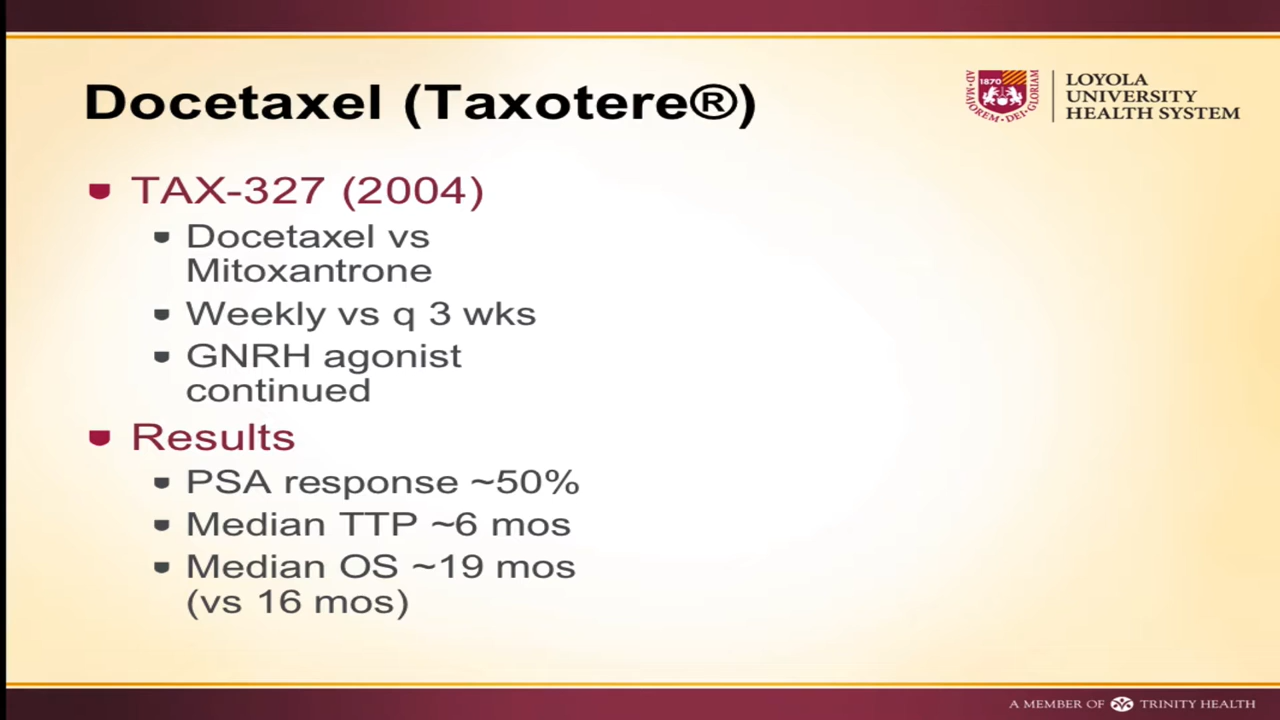 Docetaxel (Taxotere®)
1870
AD·MAJOREM·DEI·GLORIAM
LOYOLA
UNIVERSITY
HEALTH SYSTEM
TAX-327 (2004)
Docetaxel vs
Mitoxantrone
Weekly vs q 3 wks
GNRH agonist
continued
Results
PSA response ~50%
Median TTP ~6 mos
Median OS ~19 mos
(vs 16 mos)
A MEMBER OF TRINITY HEALTH